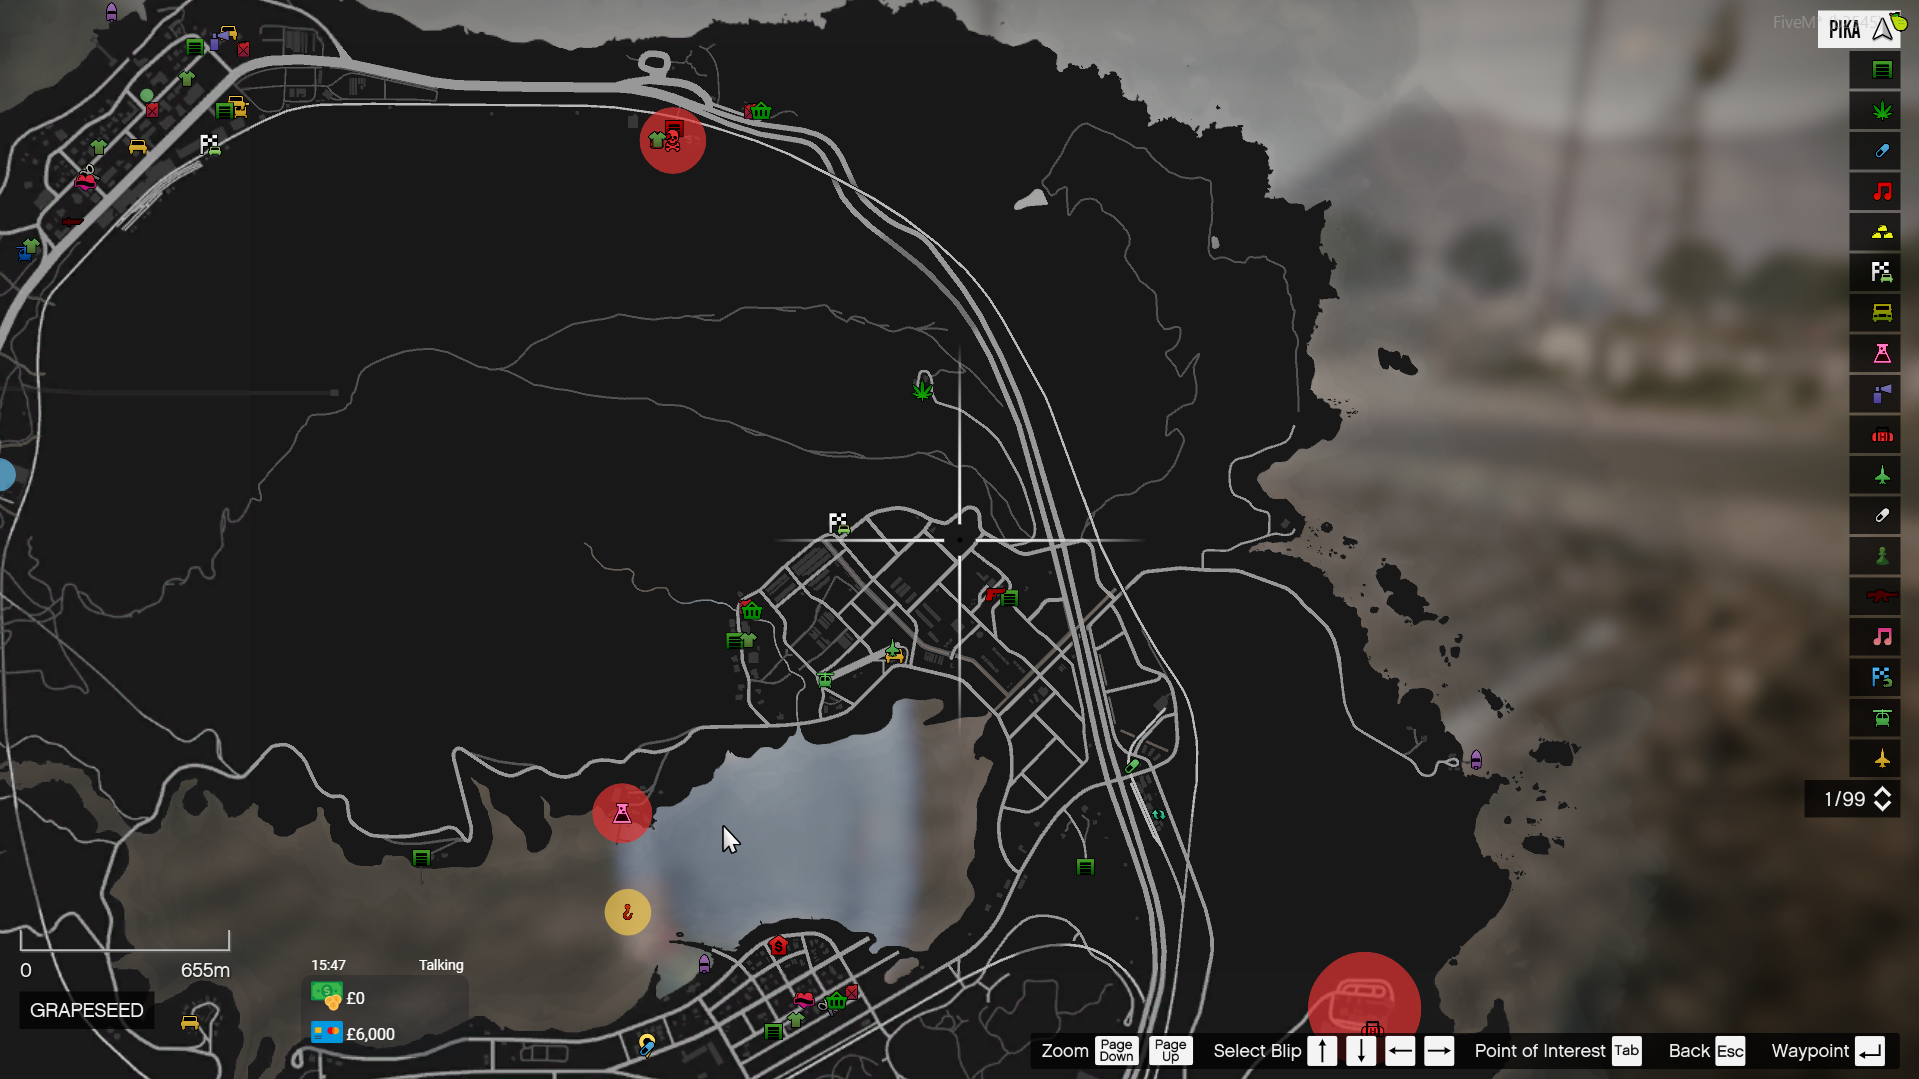 FiveM
PIKA
1/99
0 655m
GRAPESEED
15:47 Talking
£0
£6,000
Zoom Page Down Page Up Select Blip ↑ ↓ ← → Point of Interest Tab Back Esc Waypoint